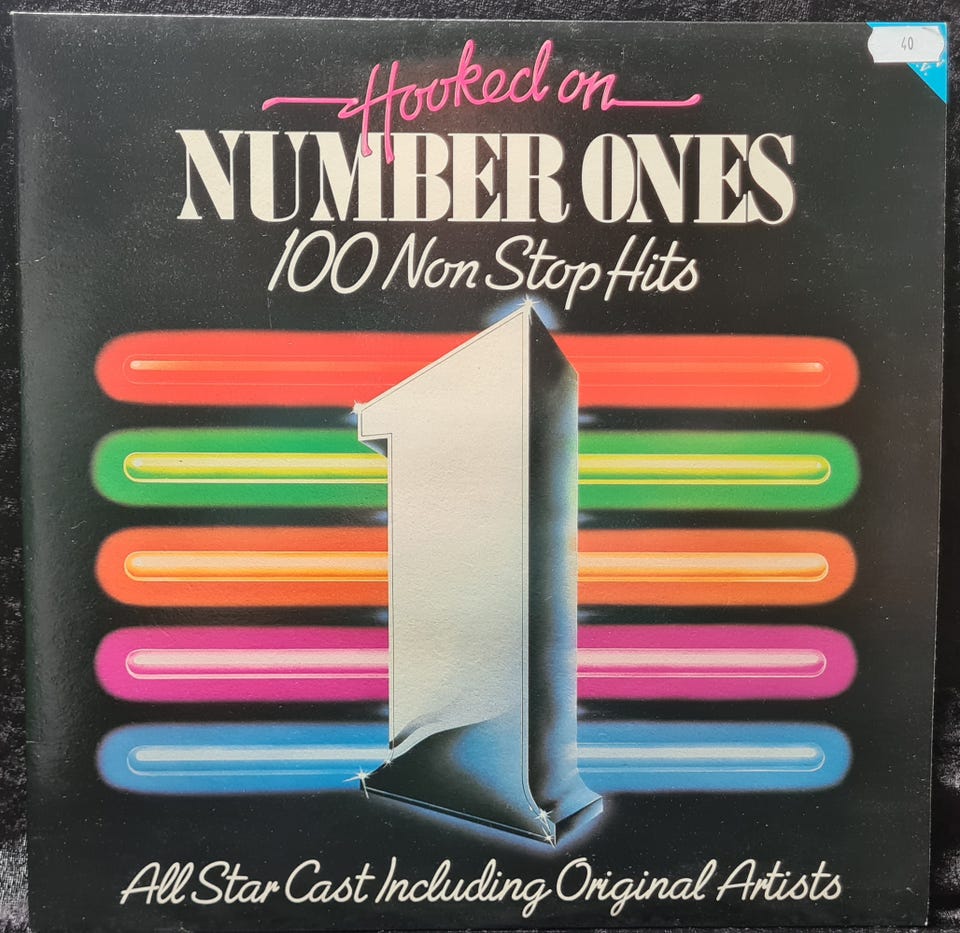 40
Hooked on
NUMBER ONES
100 Non Stop Hits
1
All Star Cast Including Original Artists